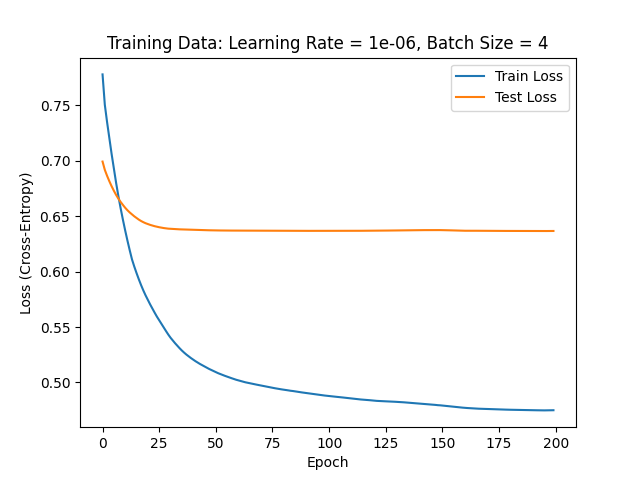 Training Data: Learning Rate = 1e-06, Batch Size = 4
Train Loss
Test Loss
Loss (Cross-Entropy)
0.75
0.70
0.65
0.60
0.55
0.50
0 25 50 75 100 125 150 175 200
Epoch